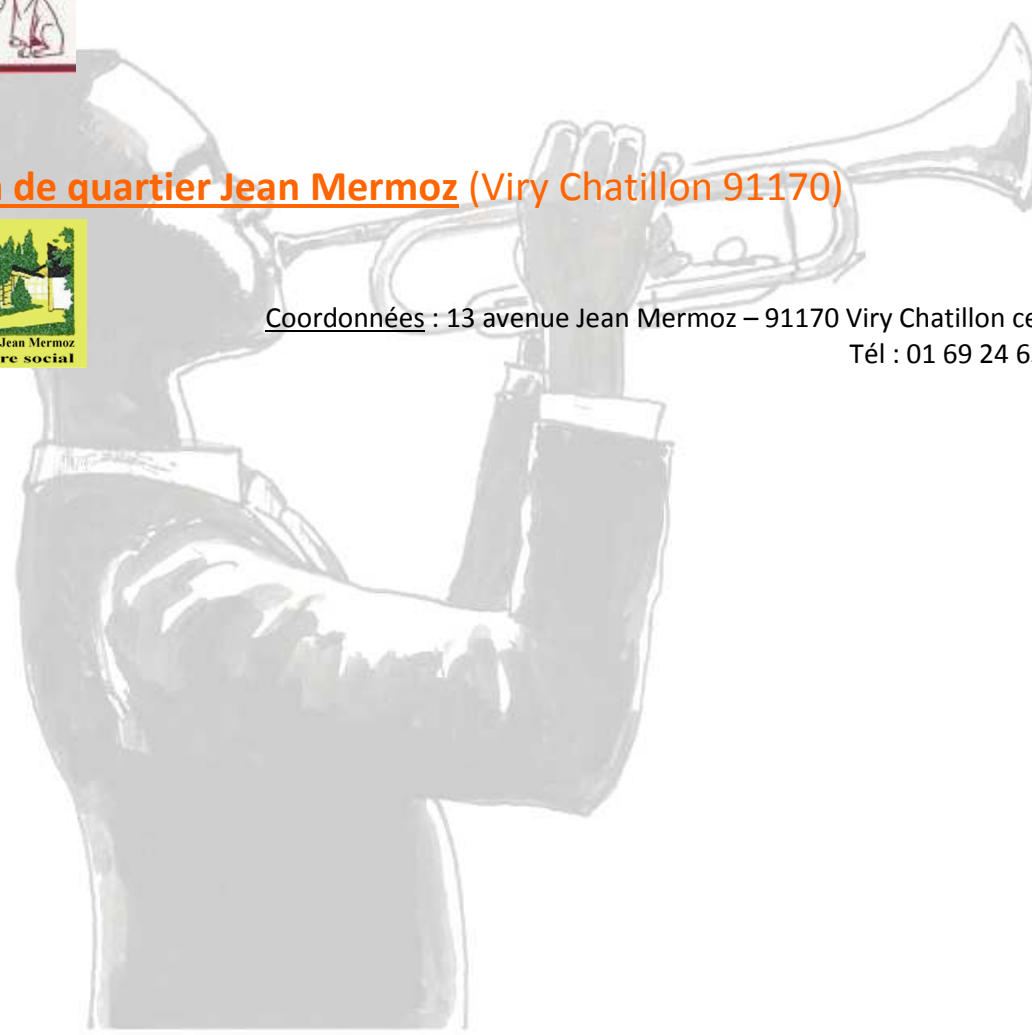 de quartier Jean Mermoz (Viry Chatillon 91170)
Jean Mermoz
re social
Coordonnées : 13 avenue Jean Mermoz – 91170 Viry Chatillon ce
Tél : 01 69 24 6